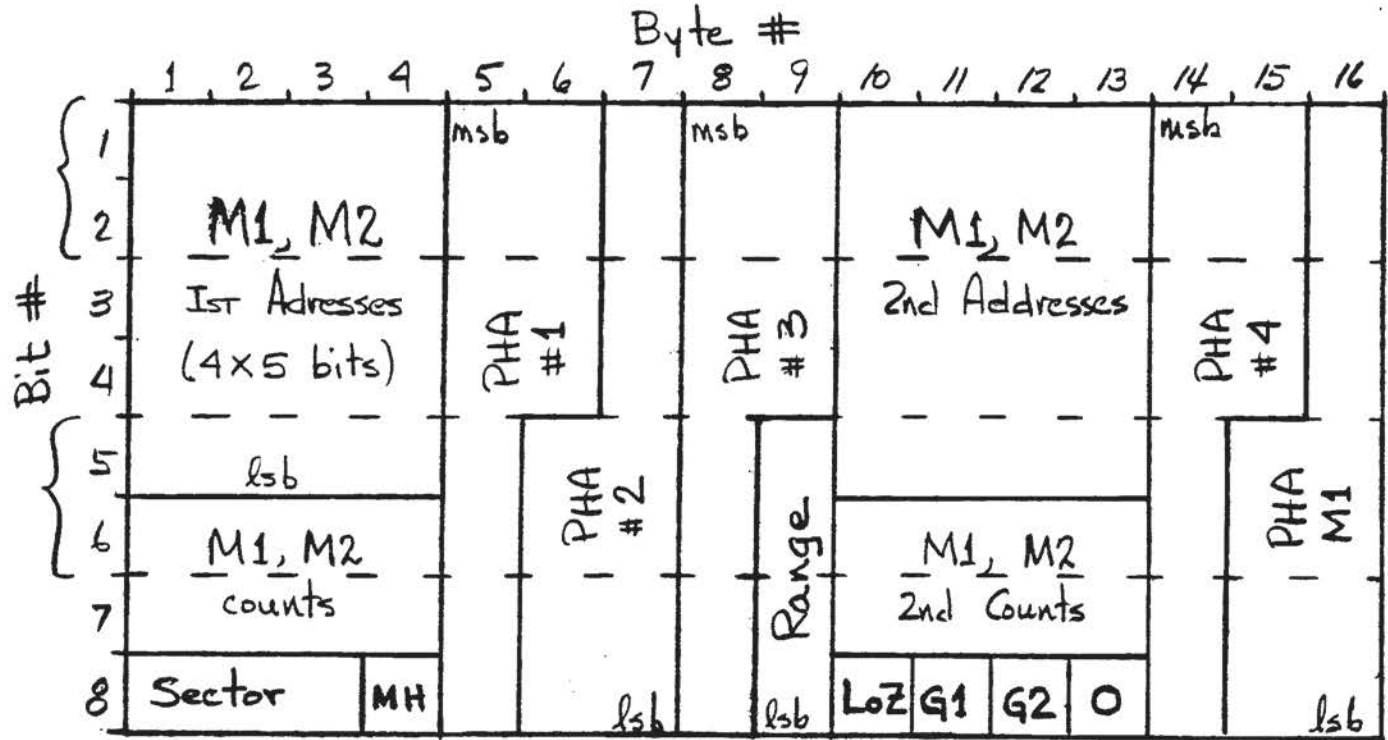 Byte #
1 2 3 4 5 6 7 8 9 10 11 12 13 14 15 16
Bit #
1
2
3
4
5
6
7
8
msb
msb
msb
M1, M2
1st Adresses
(4x5 bits)
lsb
M1, M2
counts
Sector
MH
PHA
#1
PHA
#2
lsb
PHA
#3
Range
lsb
M1, M2
2nd Addresses
M1, M2
2nd Counts
LoZ
G1
G2
O
PHA
#4
PHA
M1
lsb